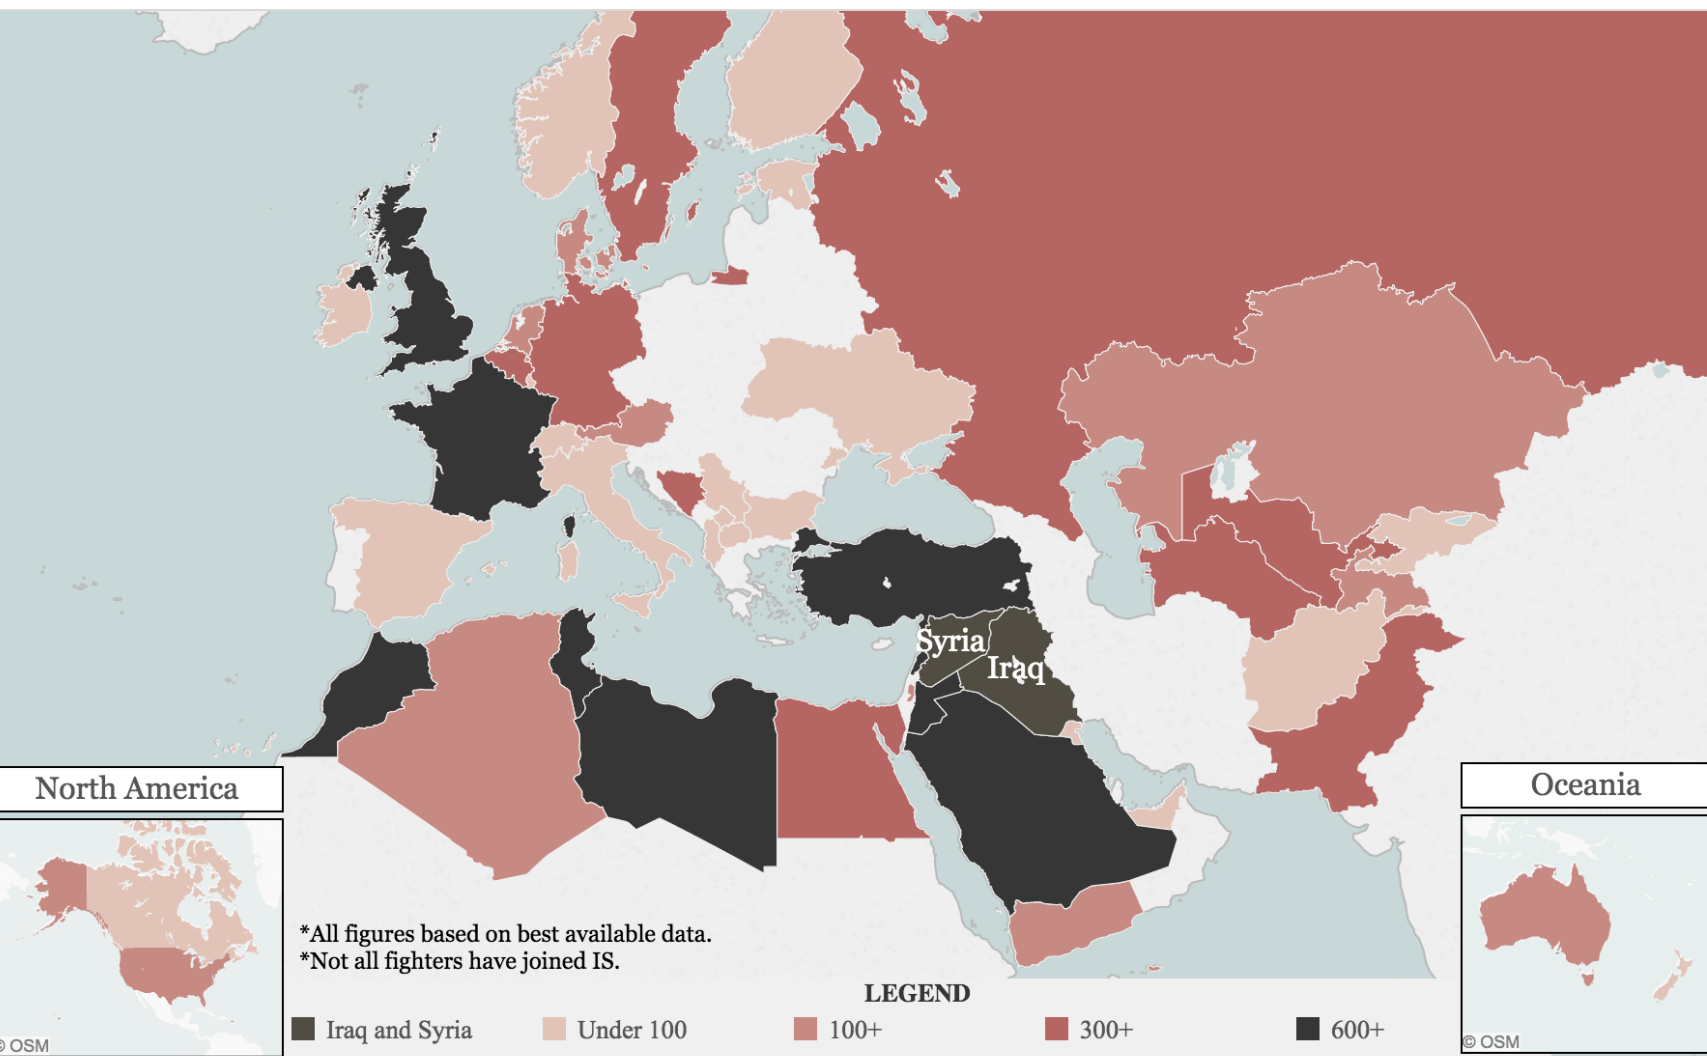 Syria
Iraq
North America
Oceania
*All figures based on best available data.
*Not all fighters have joined IS.
LEGEND
Iraq and Syria
Under 100
100+
300+
600+
© OSM
© OSM